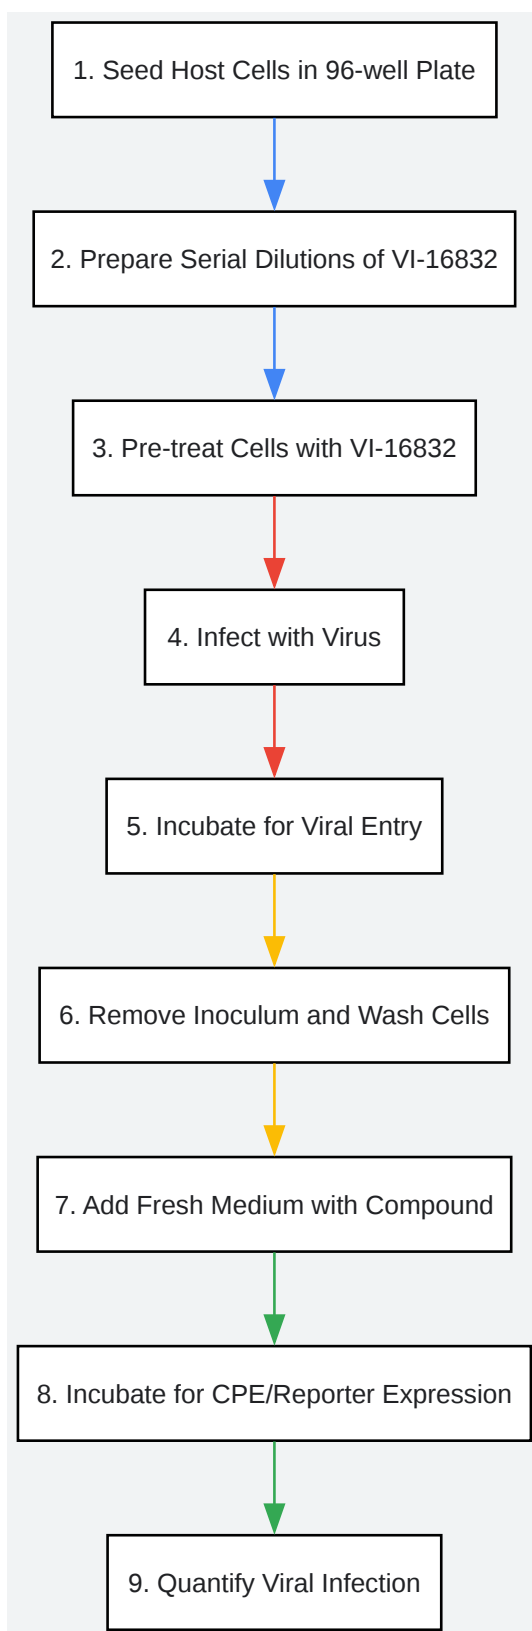 1. Seed Host Cells in 96-well Plate
2. Prepare Serial Dilutions of VI-16832
3. Pre-treat Cells with VI-16832
4. Infect with Virus
5. Incubate for Viral Entry
6. Remove Inoculum and Wash Cells
7. Add Fresh Medium with Compound
8. Incubate for CPE/Reporter Expression
9. Quantify Viral Infection